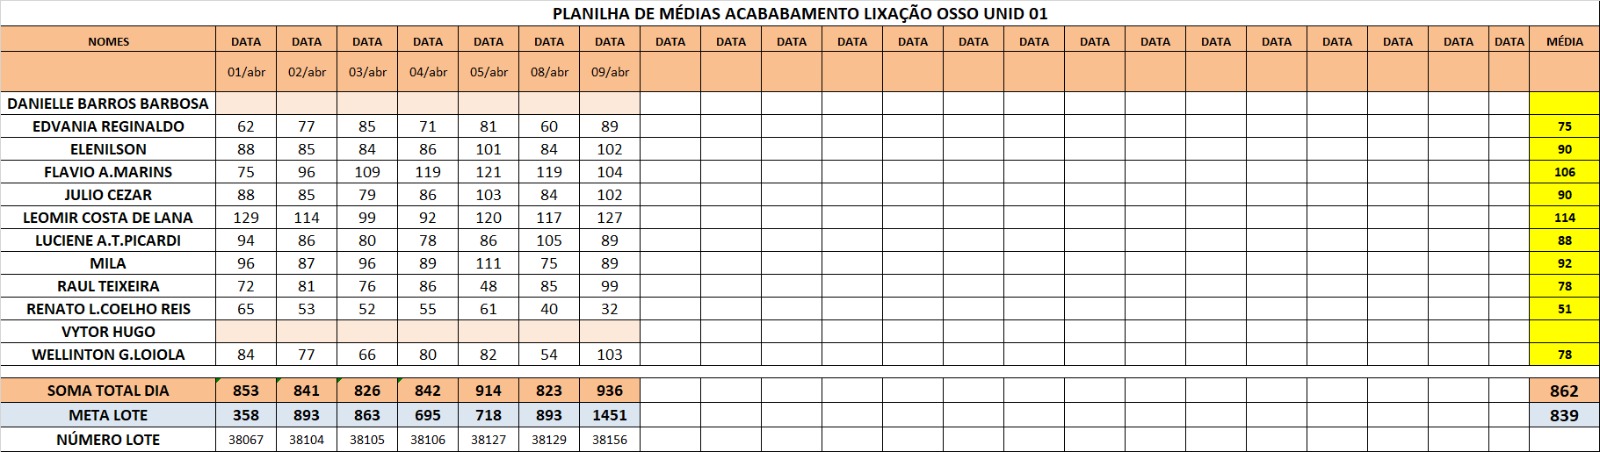 PLANILHA DE MÉDIAS ACABABAMENTO LIXAÇÃO OSSO UNID 01
NOMES DATA DATA DATA DATA DATA DATA DATA DATA DATA DATA DATA DATA DATA DATA DATA DATA DATA DATA DATA DATA DATA DATA MÉDIA
01/abr 02/abr 03/abr 04/abr 05/abr 08/abr 09/abr
DANIELLE BARROS BARBOSA
EDVANIA REGINALDO 62 77 85 71 81 60 89 75
ELENILSON 88 85 84 86 101 84 102 90
FLAVIO A.MARINS 75 96 109 119 121 119 104 106
JULIO CEZAR 88 85 79 86 103 84 102 90
LEOMIR COSTA DE LANA 129 114 99 92 120 117 127 114
LUCIENE A.T.PICARDI 94 86 80 78 86 105 89 88
MILA 96 87 96 89 111 75 89 92
RAUL TEIXEIRA 72 81 76 86 48 85 99 78
RENATO L.COELHO REIS 65 53 52 55 61 40 32 51
VYTOR HUGO
WELLINTON G.LOIOLA 84 77 66 80 82 54 103 78
SOMA TOTAL DIA 853 841 826 842 914 823 936 862
META LOTE 358 893 863 695 718 893 1451 839
NÚMERO LOTE 38067 38104 38105 38106 38127 38129 38156